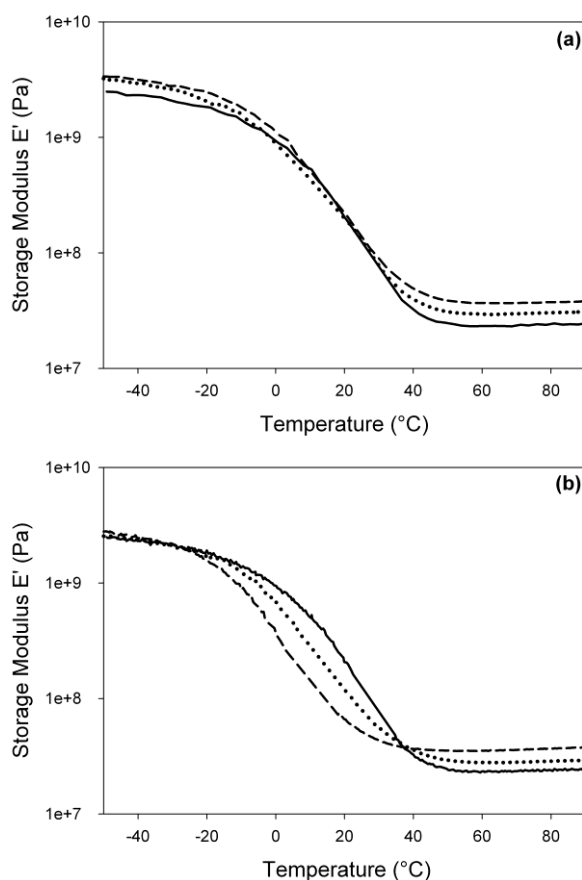 (a)
Storage Modulus E' (Pa)
1e+10
1e+9
1e+8
1e+7
-40 -20 0 20 40 60 80
Temperature (°C)
(b)
Storage Modulus E' (Pa)
1e+10
1e+9
1e+8
1e+7
-40 -20 0 20 40 60 80
Temperature (°C)